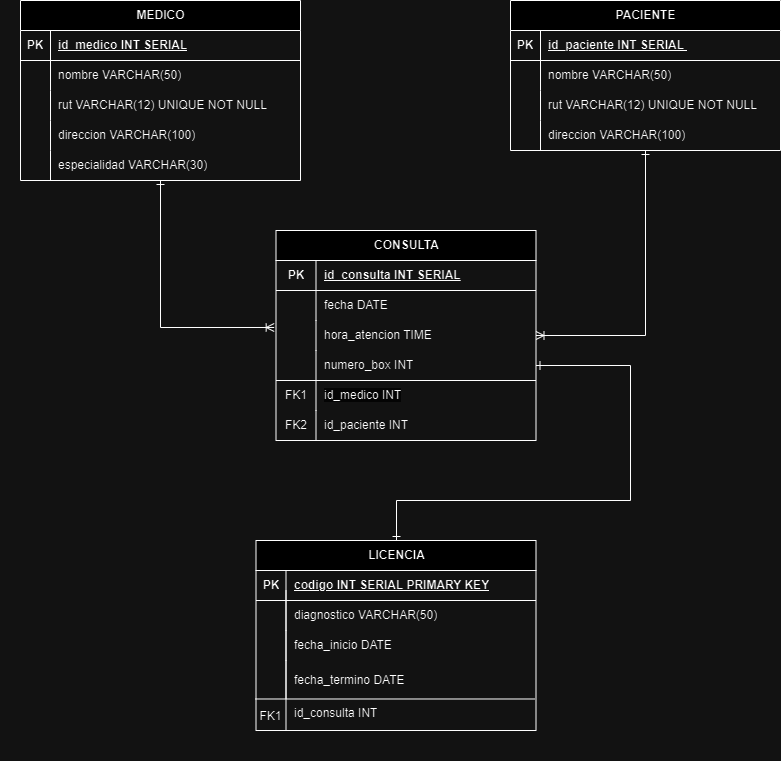 MEDICO
PK id_medico INT SERIAL
nombre VARCHAR(50)
rut VARCHAR(12) UNIQUE NOT NULL
direccion VARCHAR(100)
especialidad VARCHAR(30)
PACIENTE
PK id_paciente INT SERIAL
nombre VARCHAR(50)
rut VARCHAR(12) UNIQUE NOT NULL
direccion VARCHAR(100)
CONSULTA
PK id_consulta INT SERIAL
fecha DATE
hora_atencion TIME
numero_box INT
FK1 id_medico INT
FK2 id_paciente INT
LICENCIA
PK codigo INT SERIAL PRIMARY KEY
diagnostico VARCHAR(50)
fecha_inicio DATE
fecha_termino DATE
FK1 id_consulta INT